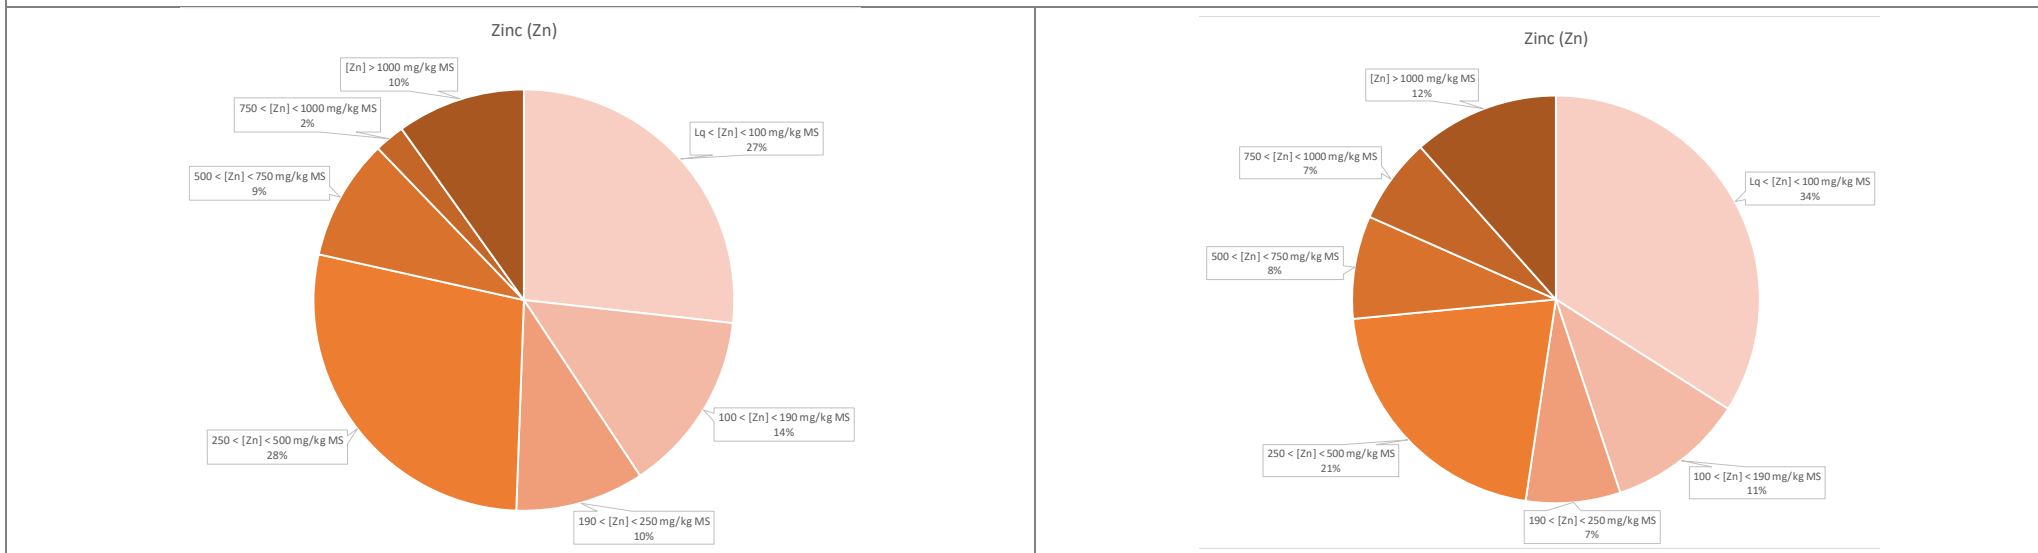 Zinc (Zn)
[Zn] > 1000 mg/kg MS
10%
750 < [Zn] < 1000 mg/kg MS
2%
Lq < [Zn] < 100 mg/kg MS
27%
500 < [Zn] < 750 mg/kg MS
9%
100 < [Zn] < 190 mg/kg MS
14%
250 < [Zn] < 500 mg/kg MS
28%
190 < [Zn] < 250 mg/kg MS
10%
Zinc (Zn)
[Zn] > 1000 mg/kg MS
12%
750 < [Zn] < 1000 mg/kg MS
7%
Lq < [Zn] < 100 mg/kg MS
34%
500 < [Zn] < 750 mg/kg MS
8%
250 < [Zn] < 500 mg/kg MS
21%
100 < [Zn] < 190 mg/kg MS
11%
190 < [Zn] < 250 mg/kg MS
7%